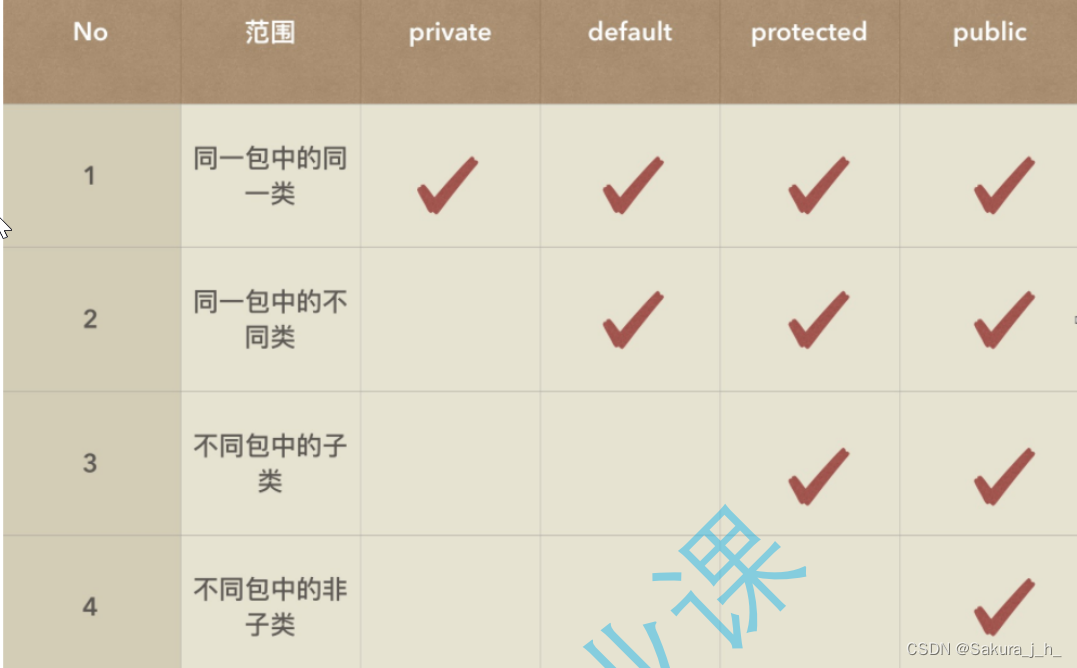 No 范围 private default protected public
1 同一包中的同
一类
2 同一包中的不
同类
3 不同包中的子
类
4 不同包中的非
子类
业课
CSDN @Sakura_j_h_